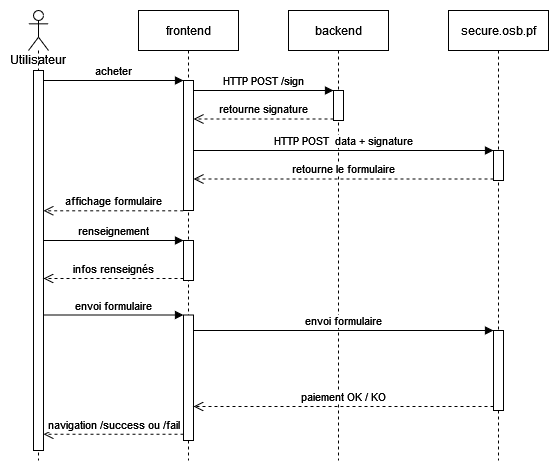 frontend
backend
secure.osb.pf
Utilisateur
acheter
HTTP POST /sign
retourne signature
HTTP POST  data + signature
retourne le formulaire
affichage formulaire
renseignement
infos renseignés
envoi formulaire
envoi formulaire
paiement OK / KO
navigation /success ou /fail